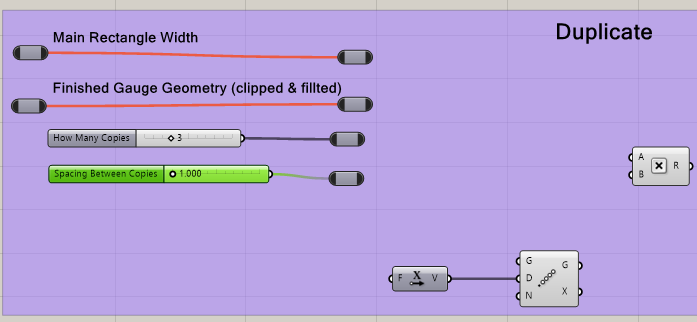 Duplicate
Main Rectangle Width
Finished Gauge Geometry (clipped & fillted)
How Many Copies 3
Spacing Between Copies 1.000
A
B
R
F X V
G
D
N
G
X